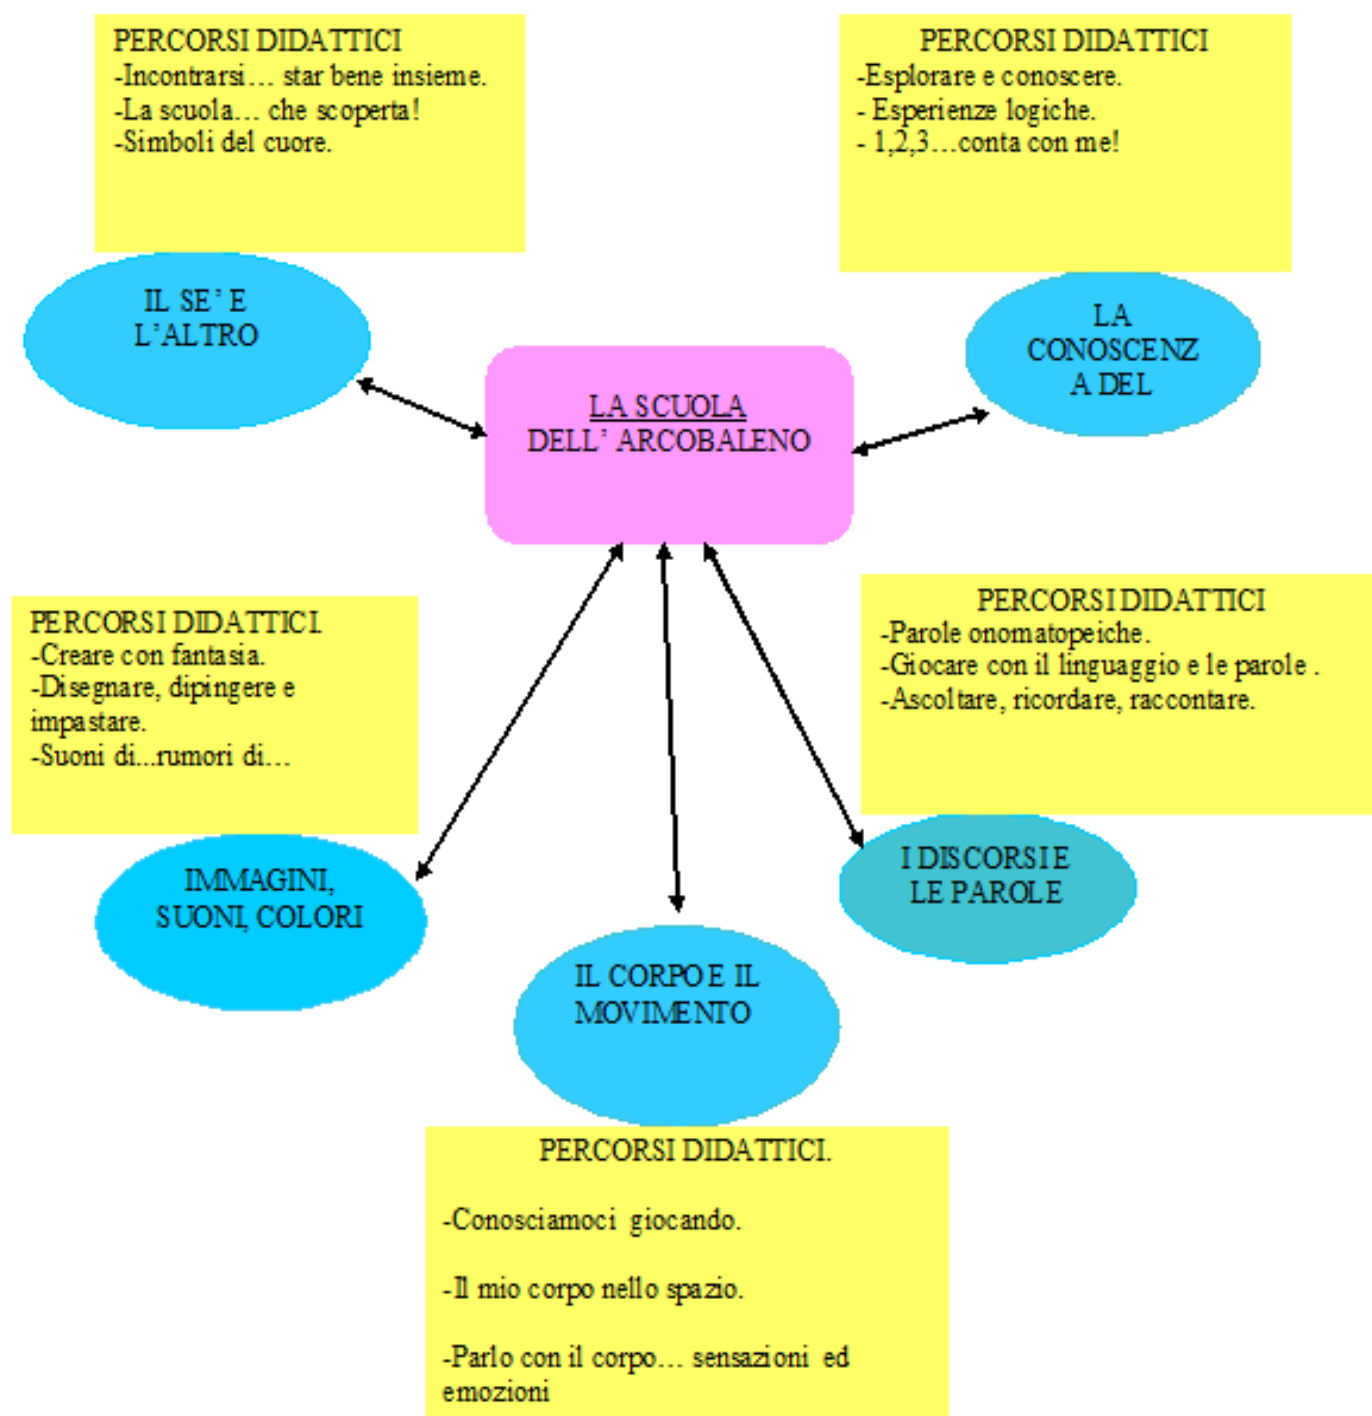 PERCORSI DIDATTICI
-Incontrarsi… star bene insieme.
-La scuola… che scoperta!
-Simboli del cuore.
PERCORSI DIDATTICI
-Esplorare e conoscere.
- Esperienze logiche.
- 1,2,3…conta con me!
IL SE’ E
L’ALTRO
LA
CONOSCENZ
A DEL
LA SCUOLA
DELL’ ARCOBALENO
PERCORSI DIDATTICI.
-Creare con fantasia.
-Disegnare, dipingere e
impastare.
-Suoni di...rumori di…
PERCORSI DIDATTICI
-Parole onomatopeiche.
-Giocare con il linguaggio e le parole .
-Ascoltare, ricordare, raccontare.
IMMAGINI,
SUONI, COLORI
I DISCORSI E
LE PAROLE
IL CORPO E IL
MOVIMENTO
PERCORSI DIDATTICI.
-Conosciamoci giocando.
-Il mio corpo nello spazio.
-Parlo con il corpo… sensazioni ed
emozioni